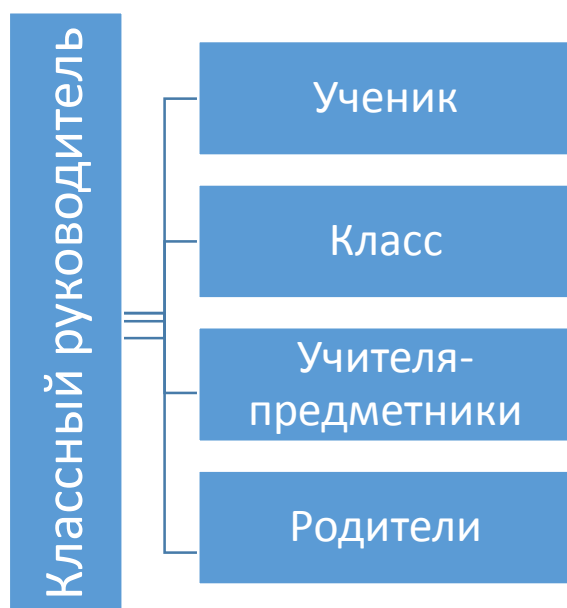 Классный руководитель
Ученик
Класс
Учителя-
предметники
Родители